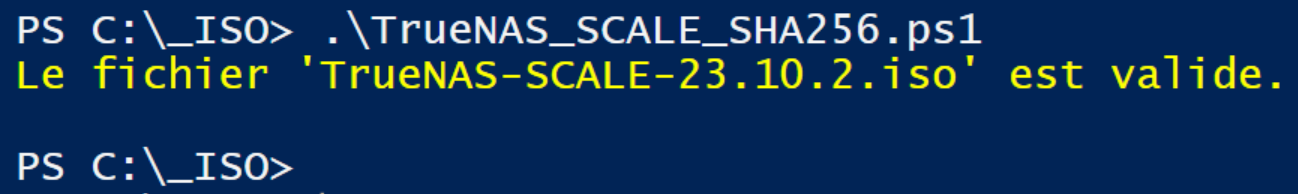 PS C:\_ISO> .\TrueNAS_SCALE_SHA256.ps1
Le fichier 'TrueNAS-SCALE-23.10.2.iso' est valide.
PS C:\_ISO>